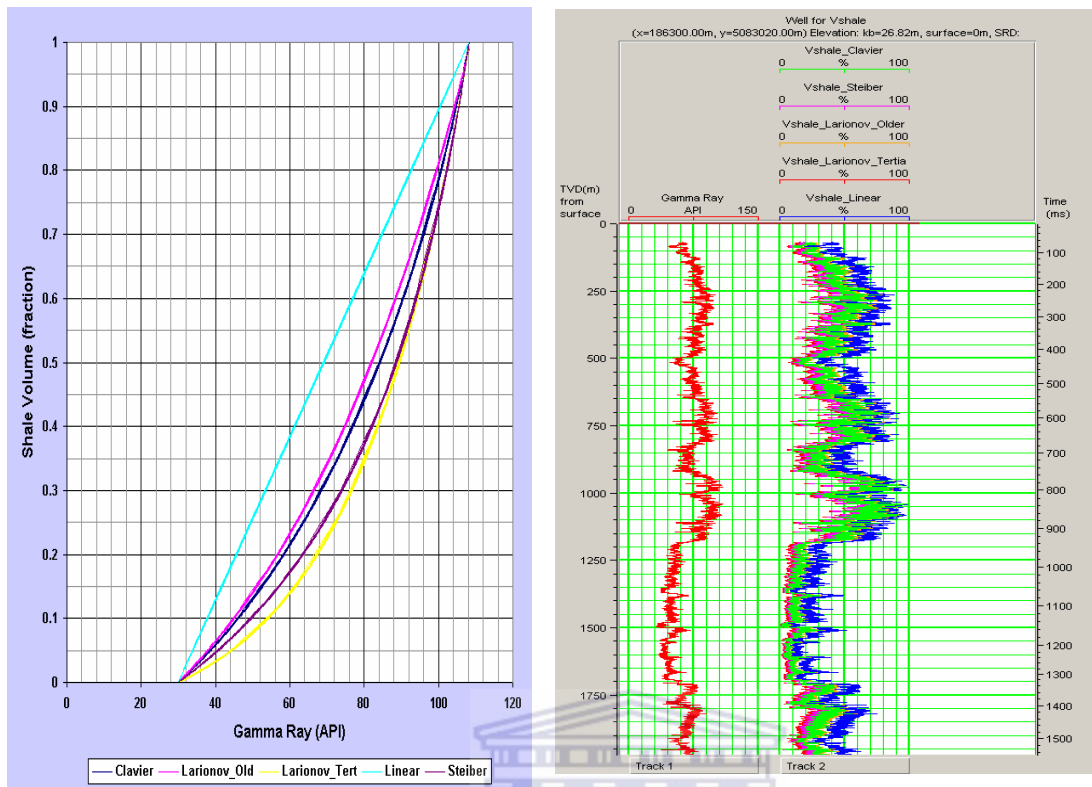 1
0.9
0.8
0.7
0.6
0.5
0.4
0.3
0.2
0.1
0
Shale Volume (fraction)
0 20 40 60 80 100 120
Gamma Ray (API)
Clavier Larionov_Old Larionov_Tert Linear Steiber
Well for Vshale
(x=186300.00m, y=5083020.00m) Elevation: kb=26.82m, surface=0m, SRD:
Vshale_Clavier
0 % 100
Vshale_Steiber
0 % 100
Vshale_Larionov_Older
0 % 100
Vshale_Larionov_Tertia
0 % 100
TVD(m)
from
surface
Gamma Ray
0 API 150
Vshale_Linear
0 % 100
Time
(ms)
0
250
500
750
1000
1250
1500
1750
100
200
300
400
500
600
700
800
900
1000
1100
1200
1300
1400
1500
Track 1
Track 2